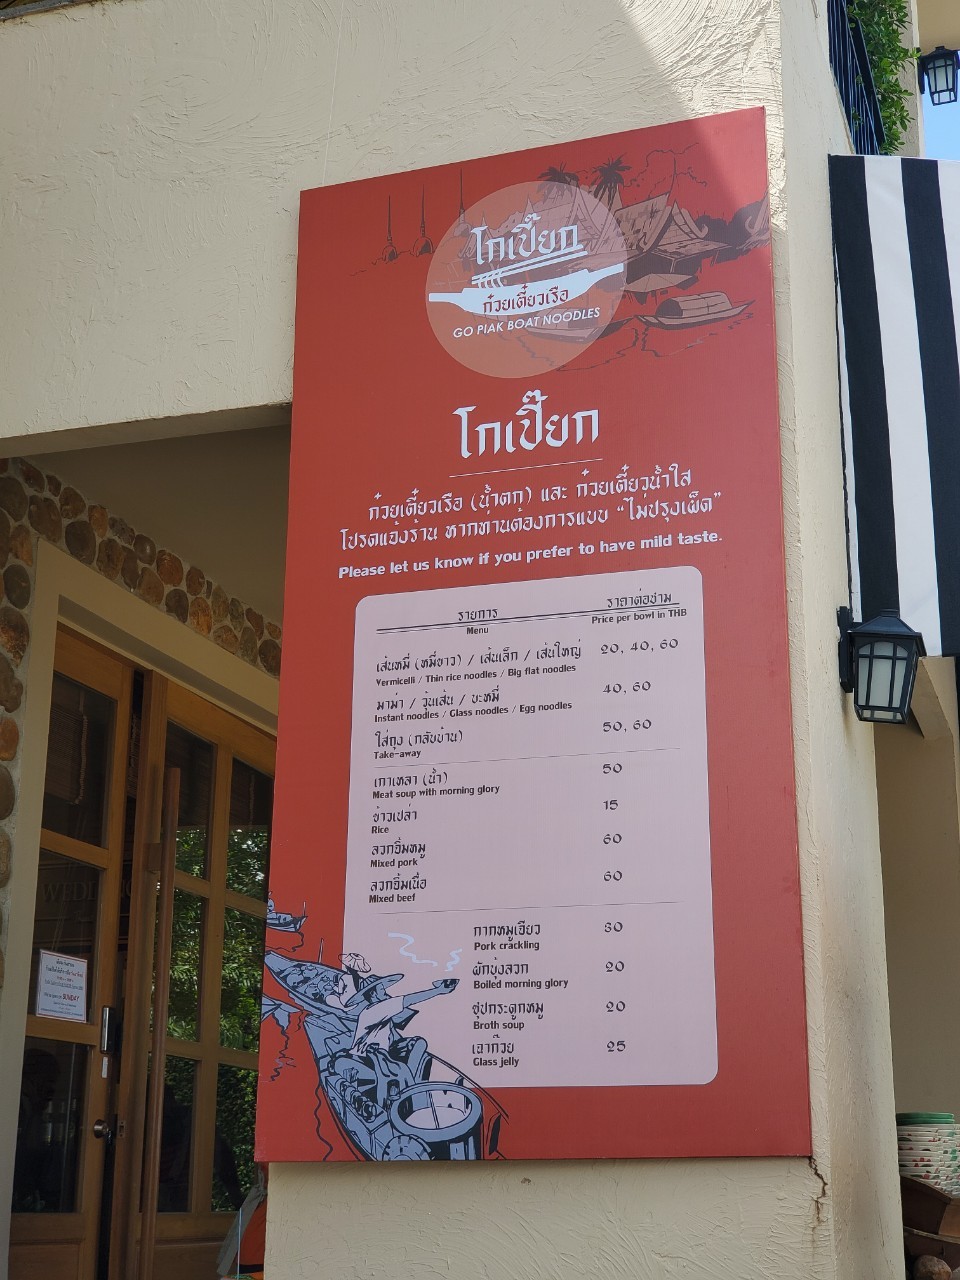 โกเปี๊ยก
ก๋วยเตี๋ยวเรือ
GO PIAK BOAT NOODLES
โกเปี๊ยก
ก๋วยเตี๋ยวเรือ (น้ำตก) และ ก๋วยเตี๋ยวน้ำใส
โปรดแจ้งร้าน หากท่านต้องการแบบ “ไม่ปรุงเผ็ด”
Please let us know if you prefer to have mild taste.
รายการ ราคาต่อชาม
Menu Price per bowl in THB
เส้นหมี่ (หมี่ขาว) / เส้นเล็ก / เส้นใหญ่ 20, 40, 60
Vermicelli / Thin rice noodles / Big flat noodles
มาม่า / วุ้นเส้น / บะหมี่ 40, 60
Instant noodles / Glass noodles / Egg noodles
ใส่ถุง (กลับบ้าน) 50, 60
Take-away
เกาเหลา (น้ำ) 50
Meat soup with morning glory
ข้าวเปล่า 15
Rice
ลวกจิ้มหมู 60
Mixed pork
ลวกจิ้มเนื้อ 60
Mixed beef
กากหมูเจียว 30
Pork crackling
ผักบุ้งลวก 20
Boiled morning glory
ซุปกระดูกหมู 20
Broth soup
เฉาก๊วย 25
Glass jelly
SUNDAY